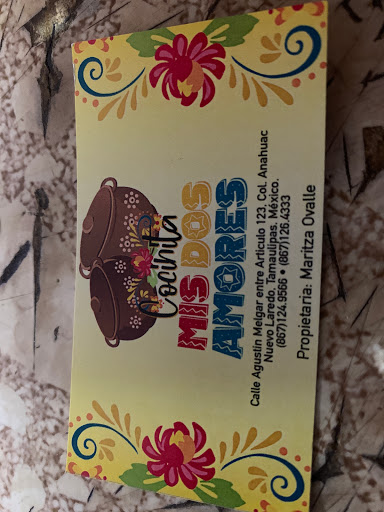 Cocinita
MIS DOS
AMORES
Calle Agustín Melgar entre Artículo 123, Col. Anahuac
Nuevo Laredo, Tamaulipas, México.
(867)124.9566 • (867)126.4333
Propietaria: Maritza Ovalle